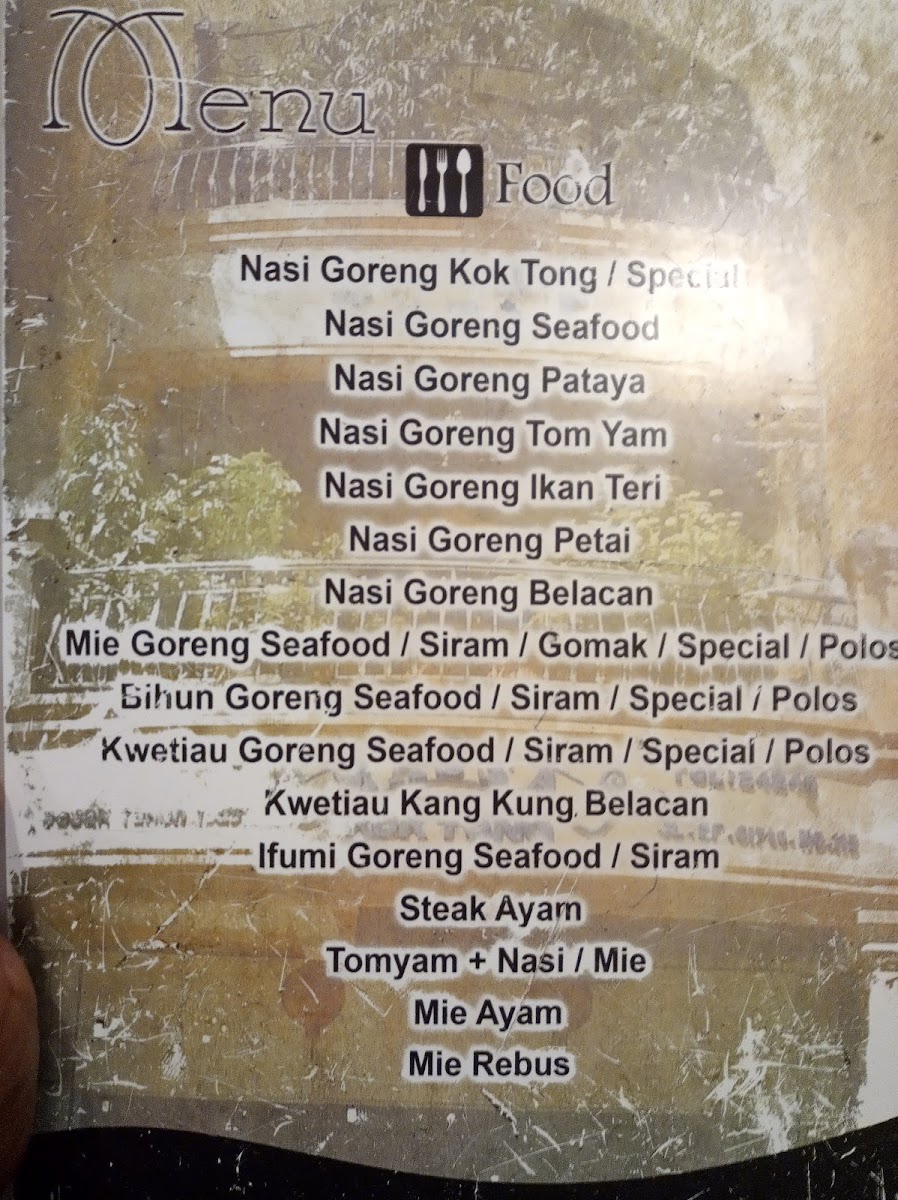 Menu
Food
Nasi Goreng Kok Tong / Special
Nasi Goreng Seafood
Nasi Goreng Pataya
Nasi Goreng Tom Yam
Nasi Goreng Ikan Teri
Nasi Goreng Petai
Nasi Goreng Belacan
Mie Goreng Seafood / Siram / Gomak / Special / Polos
Bihun Goreng Seafood / Siram / Special / Polos
Kwetiau Goreng Seafood / Siram / Special / Polos
Kwetiau Kang Kung Belacan
Ifumi Goreng Seafood / Siram
Steak Ayam
Tomyam + Nasi / Mie
Mie Ayam
Mie Rebus